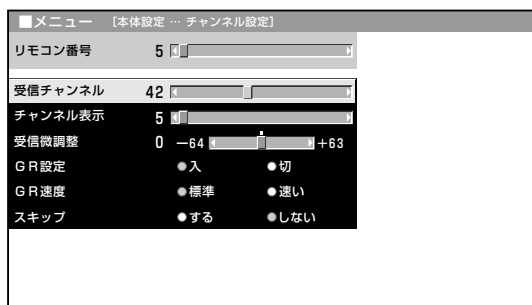 ■メニュー [本体設定 … チャンネル設定]
リモコン番号 5
受信チャンネル 42
チャンネル表示 5
受信微調整 0 －64 ＋63
ＧＲ設定 ●入 ●切
ＧＲ速度 ●標準 ●速い
スキップ ●する ●しない